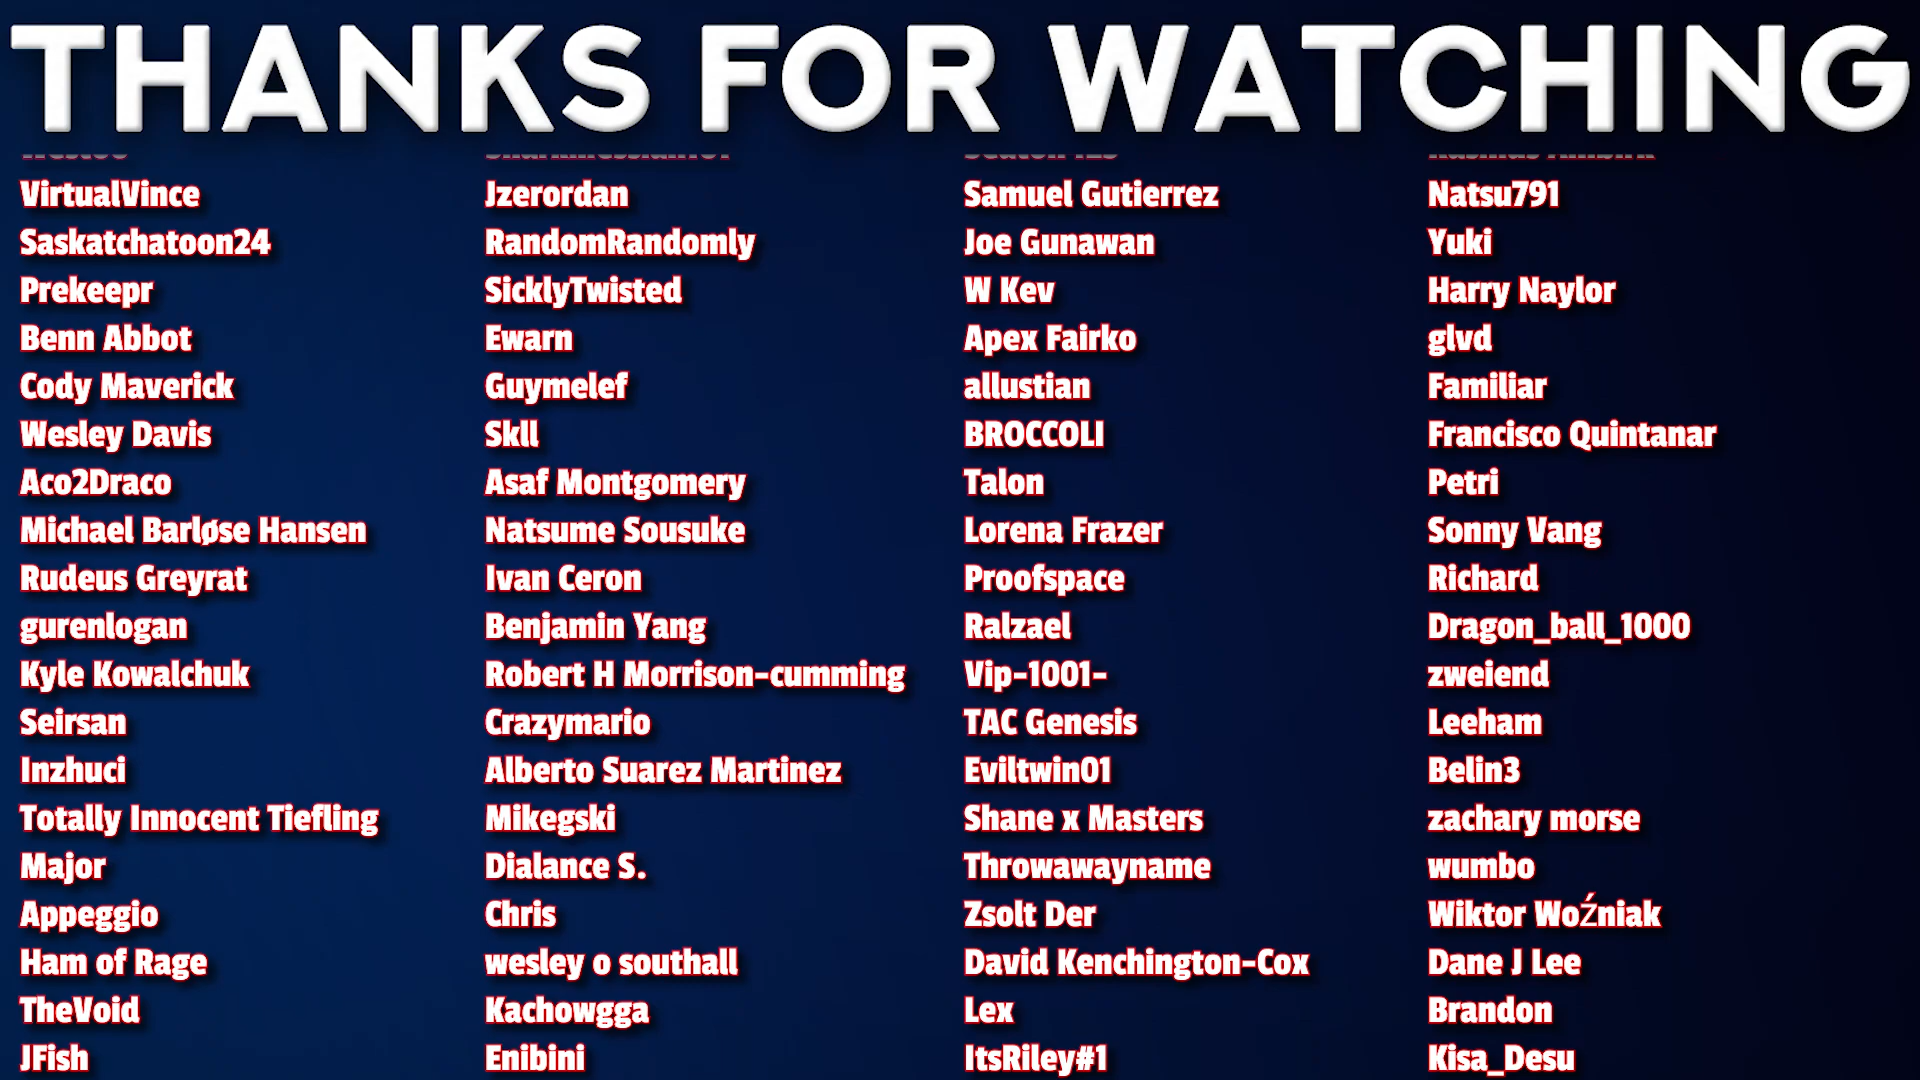 THANKS FOR WATCHING
VirtualVince
Saskatchatoon24
Prekeepr
Benn Abbot
Cody Maverick
Wesley Davis
Aco2Draco
Michael Barløse Hansen
Rudeus Greyrat
gurenlogan
Kyle Kowalchuk
Seirsan
Inzhuci
Totally Innocent Tiefling
Major
Appeggio
Ham of Rage
TheVoid
JFish
Jzerordan
RandomRandomly
SicklyTwisted
Ewarn
Guymelef
Skll
Asaf Montgomery
Natsume Sousuke
Ivan Ceron
Benjamin Yang
Robert H Morrison-cumming
Crazymario
Alberto Suarez Martinez
Mikegski
Dialance S.
Chris
wesley o southall
Kachowgga
Enibini
Samuel Gutierrez
Joe Gunawan
W Kev
Apex Fairko
allustian
BROCCOLI
Talon
Lorena Frazer
Proofspace
Ralzael
Vip-1001-
TAC Genesis
Eviltwin01
Shane x Masters
Throwawayname
Zsolt Der
David Kenchington-Cox
Lex
ItsRiley#1
Natsu791
Yuki
Harry Naylor
glvd
Familiar
Francisco Quintanar
Petri
Sonny Vang
Richard
Dragon_ball_1000
zweiend
Leeham
Belin3
zachary morse
wumbo
Wiktor Woźniak
Dane J Lee
Brandon
Kisa_Desu